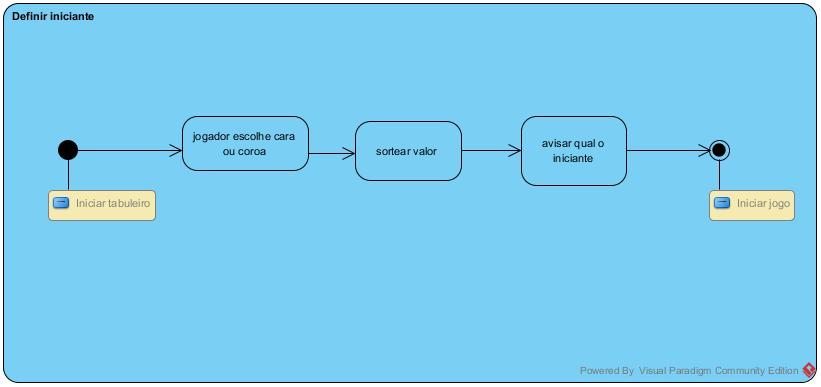 Definir iniciante
jogador escolhe cara
ou coroa
sortear valor
avisar qual o
iniciante
Iniciar tabuleiro
Iniciar jogo
Powered By Visual Paradigm Community Edition